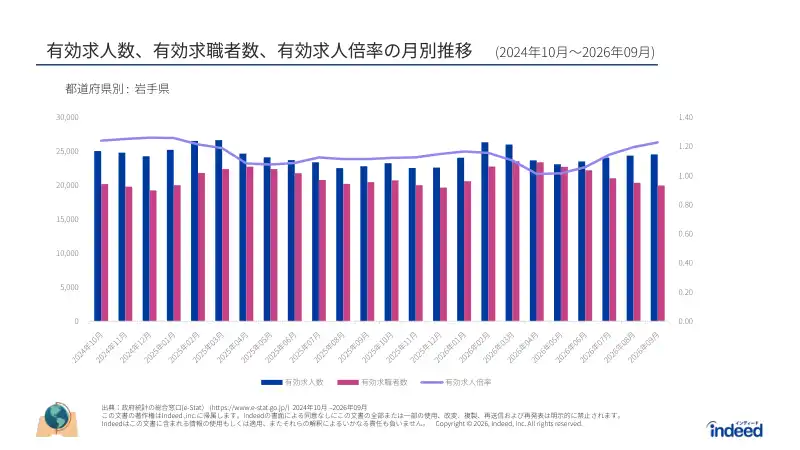 有効求人数、有効求職者数、有効求人倍率の月別推移 (2024年10月～2026年09月)
都道府県別 : 岩手県
30,000
25,000
20,000
15,000
10,000
5,000
0
1.40
1.20
1.00
0.80
0.60
0.40
0.20
0.00
2024年10月
2024年11月
2024年12月
2025年01月
2025年02月
2025年03月
2025年04月
2025年05月
2025年06月
2025年07月
2025年08月
2025年09月
2025年10月
2025年11月
2025年12月
2026年01月
2026年02月
2026年03月
2026年04月
2026年05月
2026年06月
2026年07月
2026年08月
2026年09月
有効求人数 有効求職者数 有効求人倍率
出典：政府統計の総合窓口(e-Stat) (https://www.e-stat.go.jp/) 2024年10月 –2026年09月
この文書の著作権はIndeed ,Inc.に帰属します。Indeedの書面による同意なしにこの文書の全部または一部の使用、改変、複製、再送信および再発表は明示的に禁止されます。
Indeedはこの文書に含まれる情報の使用もしくは適用、またそれらの解釈によるいかなる責任も負いません。 Copyright © 2026, Indeed, Inc. All rights reserved.
インディード
indeed